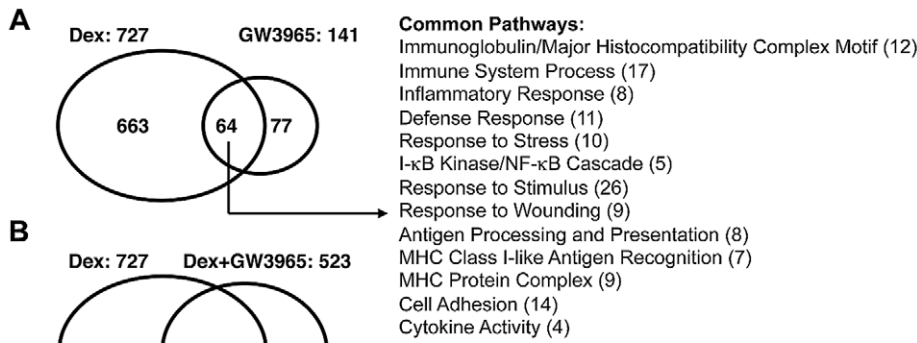 A
Dex: 727 GW3965: 141
663 64 77
Common Pathways:
Immunoglobulin/Major Histocompatibility Complex Motif (12)
Immune System Process (17)
Inflammatory Response (8)
Defense Response (11)
Response to Stress (10)
I-κB Kinase/NF-κB Cascade (5)
Response to Stimulus (26)
Response to Wounding (9)
Antigen Processing and Presentation (8)
MHC Class I-like Antigen Recognition (7)
MHC Protein Complex (9)
Cell Adhesion (14)
Cytokine Activity (4)
B
Dex: 727 Dex+GW3965: 523